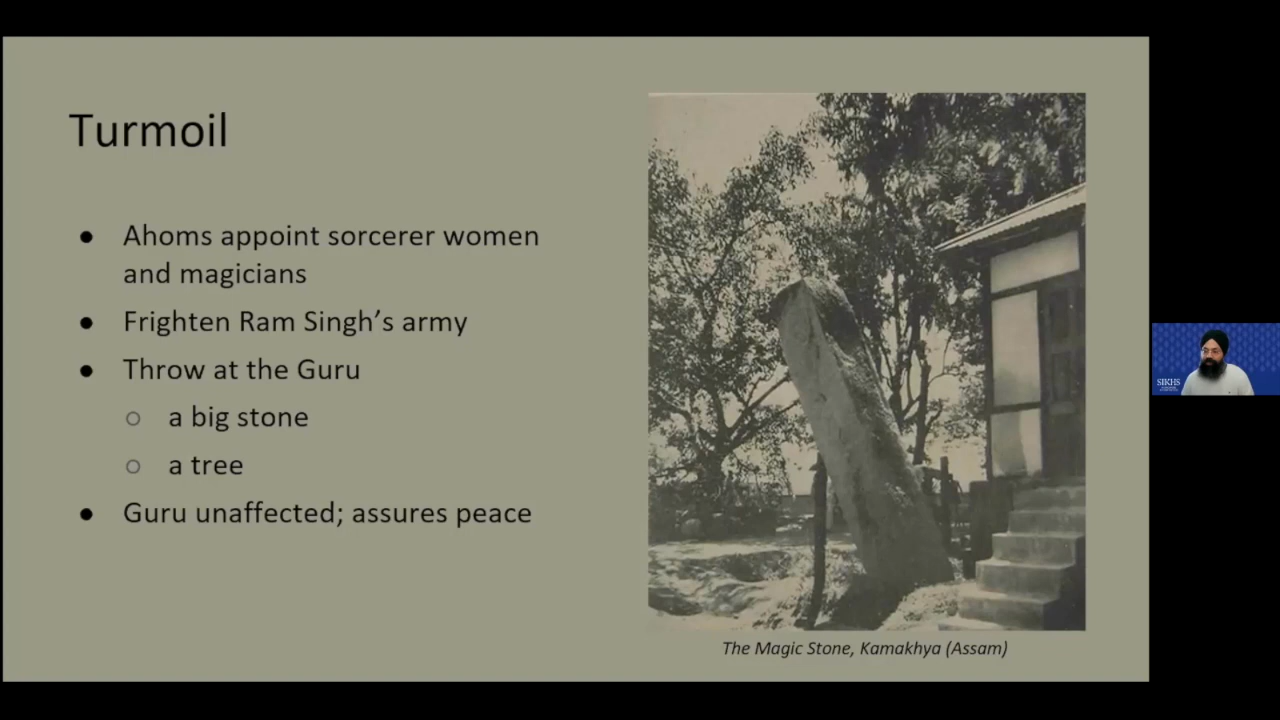 Turmoil
● Ahoms appoint sorcerer women
and magicians
● Frighten Ram Singh’s army
● Throw at the Guru
○ a big stone
○ a tree
● Guru unaffected; assures peace
The Magic Stone, Kamakhya (Assam)
SIKHS